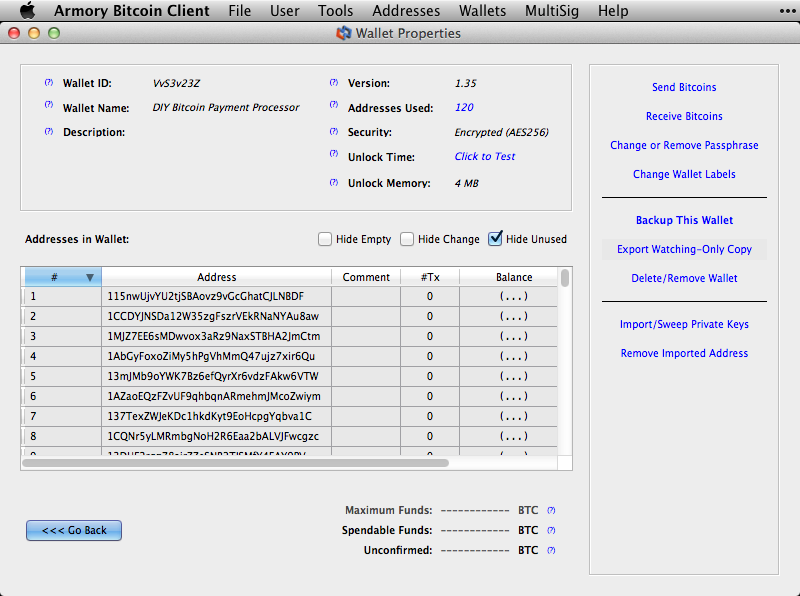 Armory Bitcoin Client File User Tools Addresses Wallets MultiSig Help
Wallet Properties
(?) Wallet ID: VvS3v23Z (?) Version: 1.35
(?) Wallet Name: DIY Bitcoin Payment Processor (?) Addresses Used: 120
(?) Description: (?) Security: Encrypted (AES256)
(?) Unlock Time: Click to Test
(?) Unlock Memory: 4 MB
Send Bitcoins
Receive Bitcoins
Change or Remove Passphrase
Change Wallet Labels
Backup This Wallet
Export Watching-Only Copy
Delete/Remove Wallet
Import/Sweep Private Keys
Remove Imported Address
Addresses in Wallet: Hide Empty Hide Change Hide Unused
# Address Comment #Tx Balance
1 115nwUjvYU2tjSBAovz9vGcGhatCJLNBDF 0 (...)
2 1CCDYJNSDa12W35zgFszrVEkRNaNYAu8aw 0 (...)
3 1MJZ7EE6sMDwvox3aRz9NaxSTBHA2JmCtm 0 (...)
4 1AbGyFoxoZiMy5hPgVhMmQ47ujz7xir6Qu 0 (...)
5 13mJMb9oYWK7Bz6efQyrXr6vdzFAkw6VTW 0 (...)
6 1AZaoEQzFZvUF9qhbqnARmehmJMcoZwiym 0 (...)
7 137TexZWJeKDc1hkdKyt9EoHcpgYqbva1C 0 (...)
8 1CQNr5yLMRmbgNoH2R6Eaa2bALVJFwcgzc 0 (...)
Maximum Funds: ------------ BTC (?)
<<< Go Back Spendable Funds: ------------ BTC (?)
Unconfirmed: ------------ BTC (?)